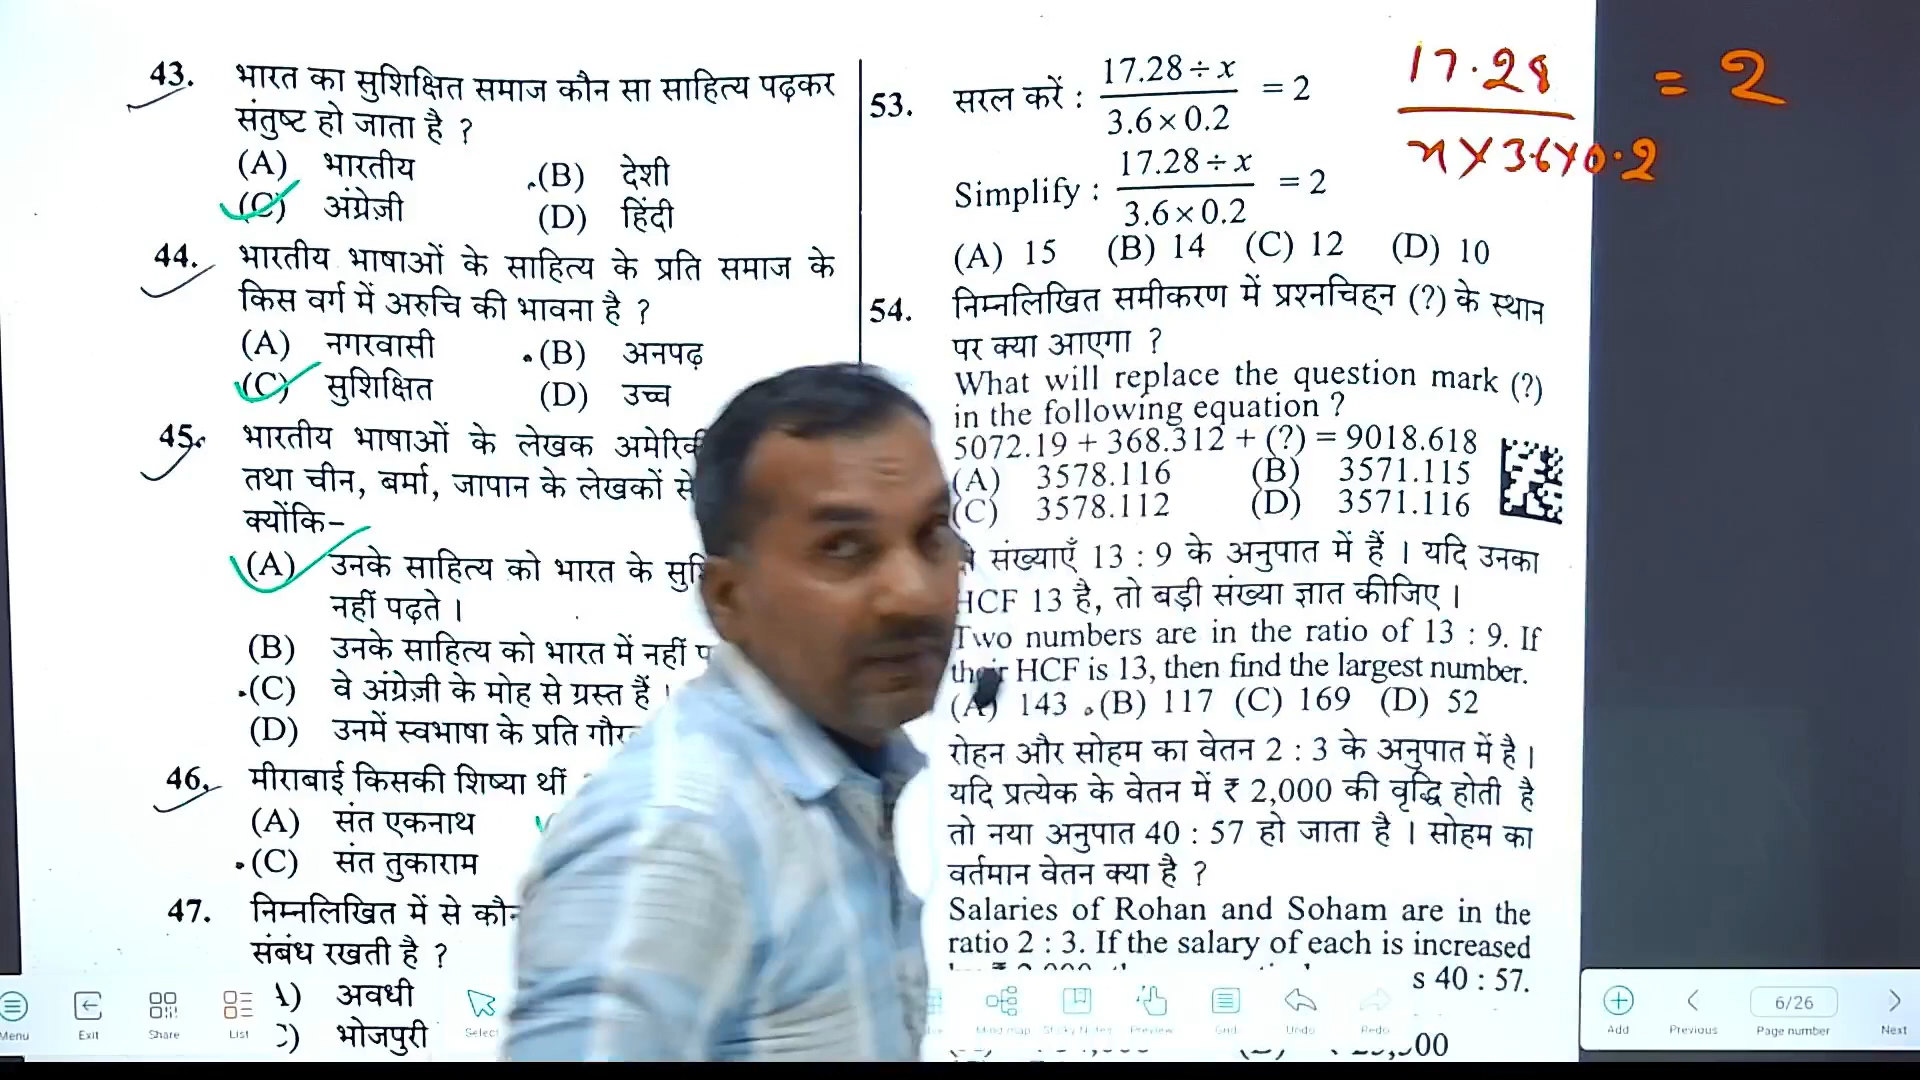 43. भारत का सुशिक्षित समाज कौन सा साहित्य पढ़कर
संतुष्ट हो जाता है ?
(A) भारतीय (B) देशी
(C) अंग्रेज़ी (D) हिंदी
44. भारतीय भाषाओं के साहित्य के प्रति समाज के
किस वर्ग में अरुचि की भावना है ?
(A) नगरवासी (B) अनपढ़
(C) सुशिक्षित (D) उच्च
45. भारतीय भाषाओं के लेखक
तथा चीन, बर्मा, जापान के लेखकों से
क्योंकि–
(A) उनके साहित्य को भारत के
नहीं पढ़ते ।
(B) उनके साहित्य को भारत में नहीं
(C) वे अंग्रेज़ी के मोह से ग्रस्त हैं ।
(D) उनमें स्वभाषा के प्रति
46. मीराबाई किसकी शिष्या थीं
(A) संत एकनाथ
(C) संत तुकाराम
47. निम्नलिखित में से
संबंध रखती है ?
अवधी
भोजपुरी
53. सरल करें : 17.28 ÷ x / 3.6 × 0.2 = 2
Simplify : 17.28 ÷ x / 3.6 × 0.2 = 2
(A) 15 (B) 14 (C) 12 (D) 10
54. निम्नलिखित समीकरण में प्रश्नचिह्न (?) के स्थान
पर क्या आएगा ?
What will replace the question mark (?)
in the following equation ?
5072.19 + 368.312 + (?) = 9018.618
(A) 3578.116 (B) 3571.115
(C) 3578.112 (D) 3571.116
संख्याएँ 13 : 9 के अनुपात में हैं । यदि उनका
HCF 13 है, तो बड़ी संख्या ज्ञात कीजिए ।
Two numbers are in the ratio of 13 : 9. If
their HCF is 13, then find the largest number.
(A) 143 (B) 117 (C) 169 (D) 52
रोहन और सोहम का वेतन 2 : 3 के अनुपात में है ।
यदि प्रत्येक के वेतन में ₹ 2,000 की वृद्धि होती है
तो नया अनुपात 40 : 57 हो जाता है । सोहम का
वर्तमान वेतन क्या है ?
Salaries of Rohan and Soham are in the
ratio 2 : 3. If the salary of each is increased
s 40 : 57.
17.28 / x × 3.6 × 0.2 = 2
Menu Exit Share List Select Mind map Sticky Notes Preview Grid Undo Redo
Add Previous 6/26 Page number Next